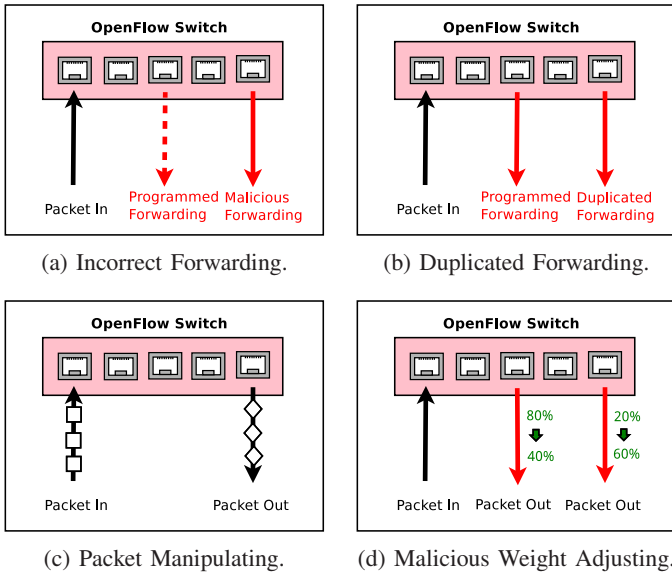 OpenFlow Switch
Packet In
Programmed
Forwarding
Malicious
Forwarding
(a) Incorrect Forwarding.
OpenFlow Switch
Packet In
Programmed
Forwarding
Duplicated
Forwarding
(b) Duplicated Forwarding.
OpenFlow Switch
Packet In
Packet Out
(c) Packet Manipulating.
OpenFlow Switch
80%
40%
20%
60%
Packet In
Packet Out
Packet Out
(d) Malicious Weight Adjusting.